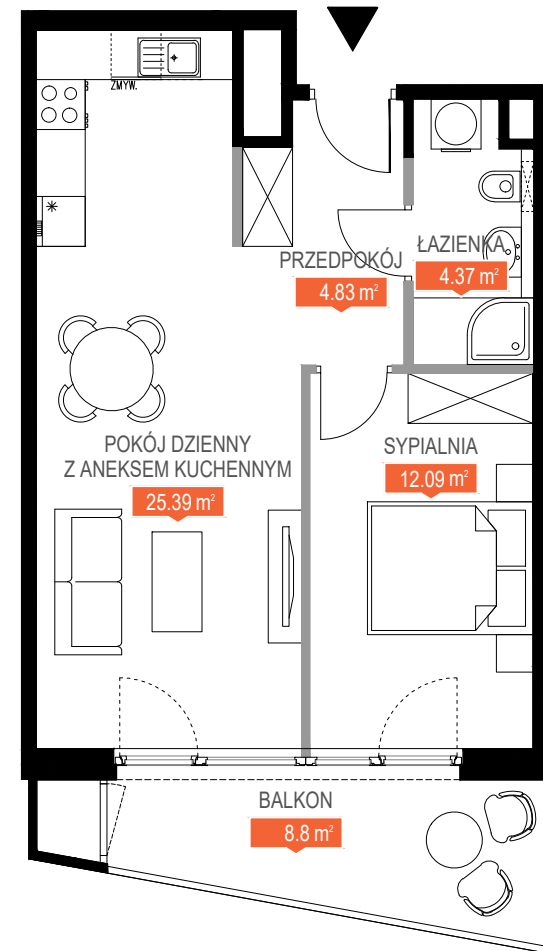 ZMYW.
PRZEDPOKÓJ
4.83 m²
ŁAZIENKA
4.37 m²
POKÓJ DZIENNY
Z ANEKSEM KUCHENNYM
25.39 m²
SYPIALNIA
12.09 m²
BALKON
8.8 m²